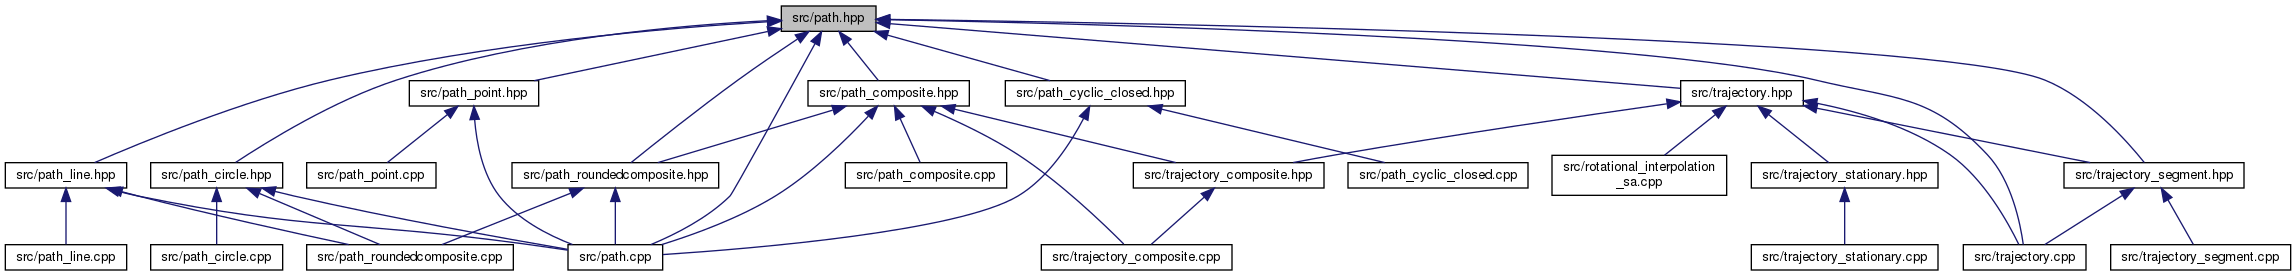 src/path.hpp
src/path_point.hpp
src/path_composite.hpp
src/path_cyclic_closed.hpp
src/trajectory.hpp
src/path_line.hpp
src/path_circle.hpp
src/path_point.cpp
src/path_roundedcomposite.hpp
src/path_composite.cpp
src/trajectory_composite.hpp
src/path_cyclic_closed.cpp
src/rotational_interpolation
_sa.cpp
src/trajectory_stationary.hpp
src/trajectory_segment.hpp
src/path_line.cpp
src/path_circle.cpp
src/path_roundedcomposite.cpp
src/path.cpp
src/trajectory_composite.cpp
src/trajectory_stationary.cpp
src/trajectory.cpp
src/trajectory_segment.cpp